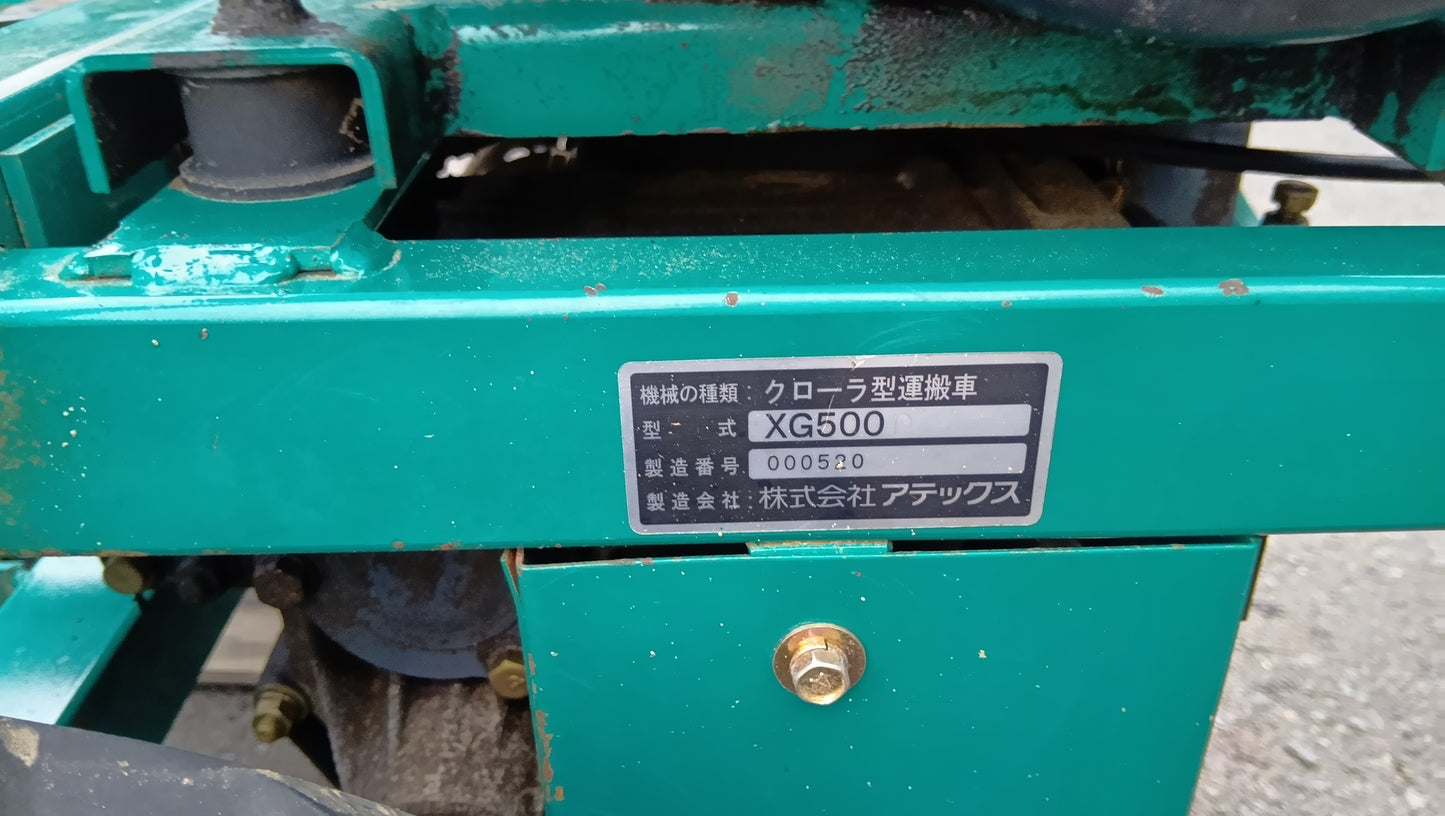 機械の種類: クローラ型運搬車
型 式 XG500
製造番号 000520
製造会社: 株式会社アテックス